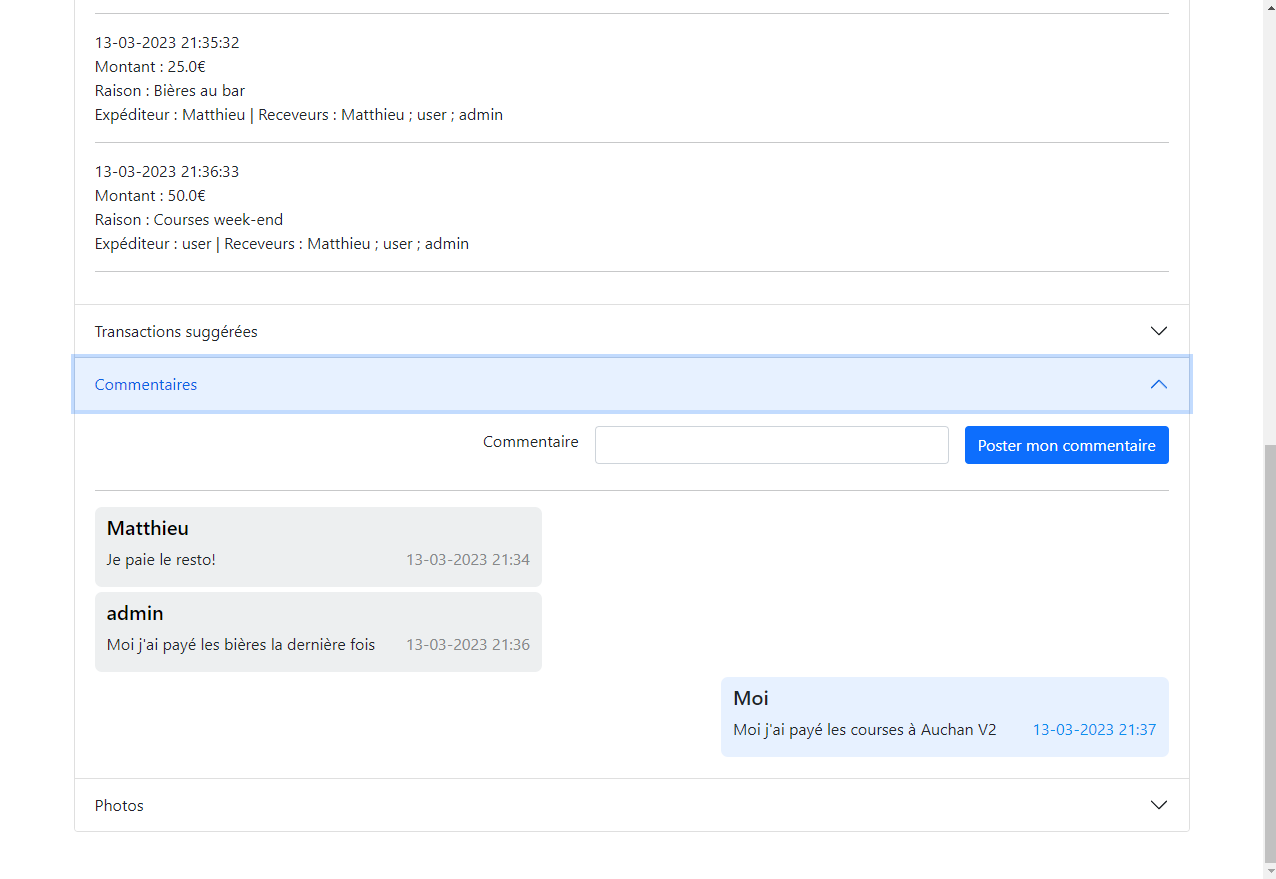 13-03-2023 21:35:32
Montant : 25.0€
Raison : Bières au bar
Expéditeur : Matthieu | Receveurs : Matthieu ; user ; admin
13-03-2023 21:36:33
Montant : 50.0€
Raison : Courses week-end
Expéditeur : user | Receveurs : Matthieu ; user ; admin
Transactions suggérées
Commentaires
Commentaire Poster mon commentaire
Matthieu
Je paie le resto! 13-03-2023 21:34
admin
Moi j'ai payé les bières la dernière fois 13-03-2023 21:36
Moi
Moi j'ai payé les courses à Auchan V2 13-03-2023 21:37
Photos